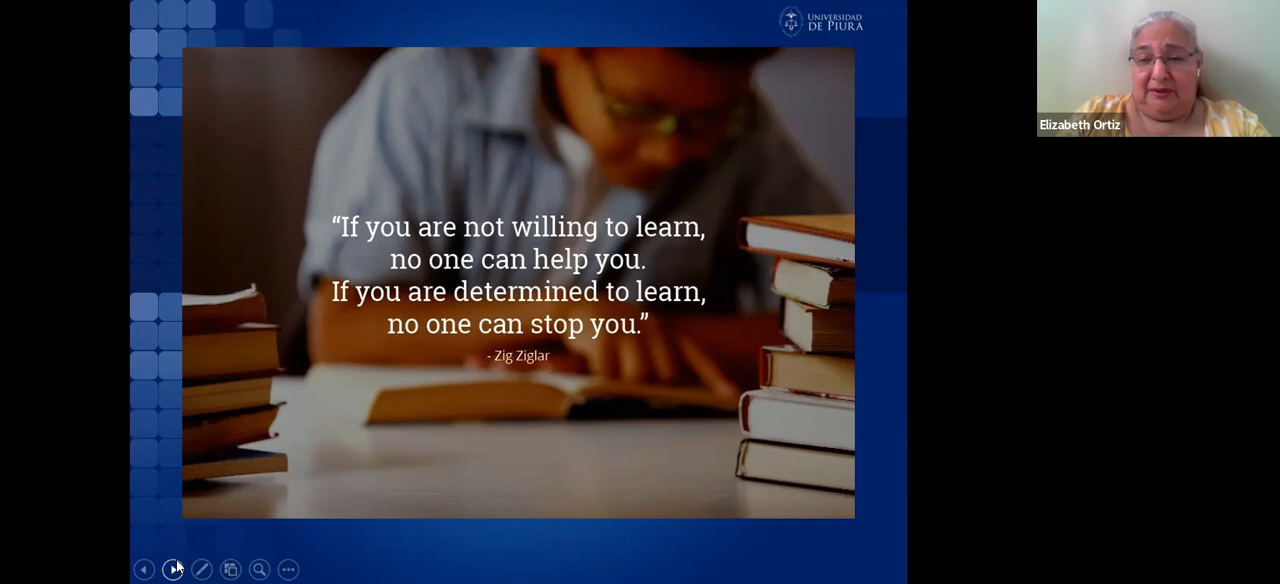 UNIVERSIDAD
DE PIURA
“If you are not willing to learn,
no one can help you.
If you are determined to learn,
no one can stop you.”
- Zig Ziglar
Elizabeth Ortiz